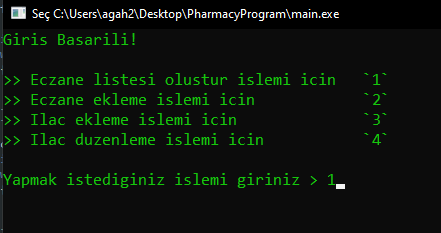 Seç C:\Users\agah2\Desktop\PharmacyProgram\main.exe
Giris Basarili!
>> Eczane listesi olustur islemi icin `1`
>> Eczane ekleme islemi icin `2`
>> Ilac ekleme islemi icin `3`
>> Ilac duzenleme islemi icin `4`
Yapmak istediginiz islemi giriniz > 1